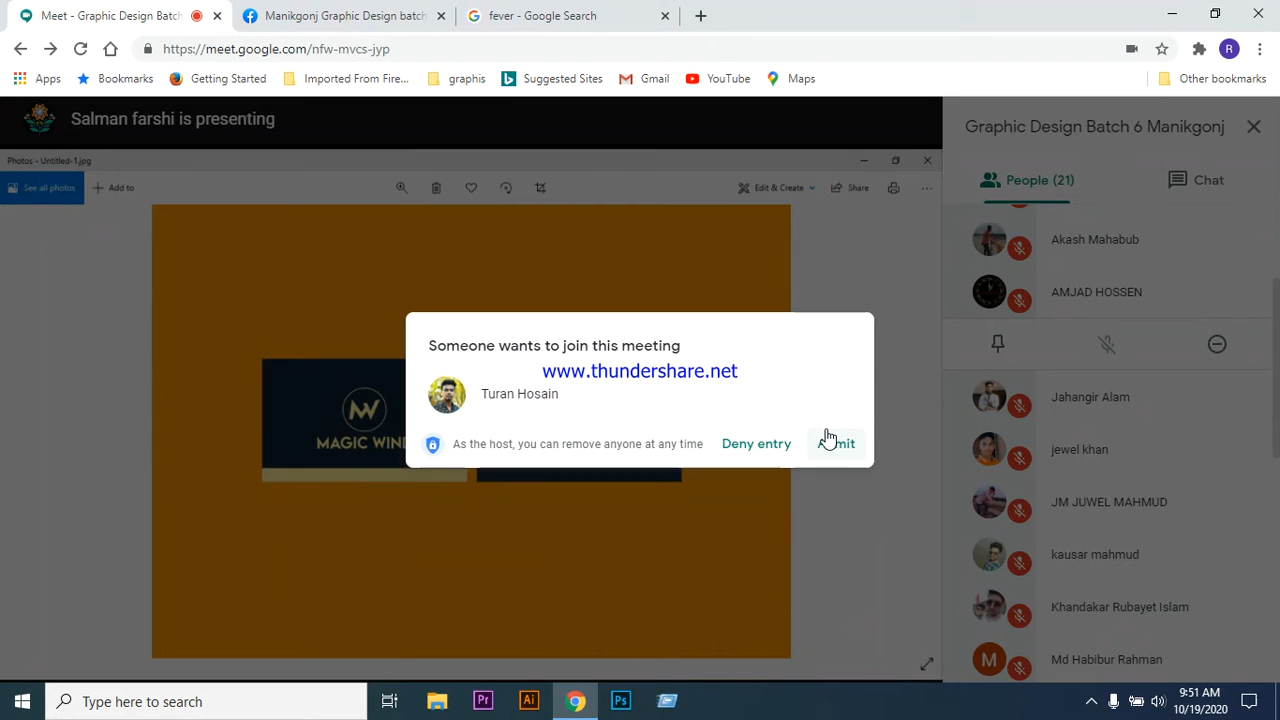 Meet - Graphic Design Batch
Manikgonj Graphic Design batch
fever - Google Search
https://meet.google.com/nfw-mvcs-jyp
R
Apps
Bookmarks
Getting Started
Imported From Fire...
graphis
Suggested Sites
Gmail
YouTube
Maps
Other bookmarks
Salman farshi is presenting
Graphic Design Batch 6 Manikgonj
Photos - Untitled-1.jpg
See all photos
Add to
Edit & Create
Share
People (21)
Chat
Akash Mahabub
AMJAD HOSSEN
Someone wants to join this meeting
www.thundershare.net
Turan Hosain
As the host, you can remove anyone at any time
Deny entry
MAGIC WIND
Jahangir Alam
jewel khan
JM JUWEL MAHMUD
kausar mahmud
Khandakar Rubayet Islam
M
Md Habibur Rahman
Type here to search
Pr
Ai
Ps
9:51 AM
10/19/2020